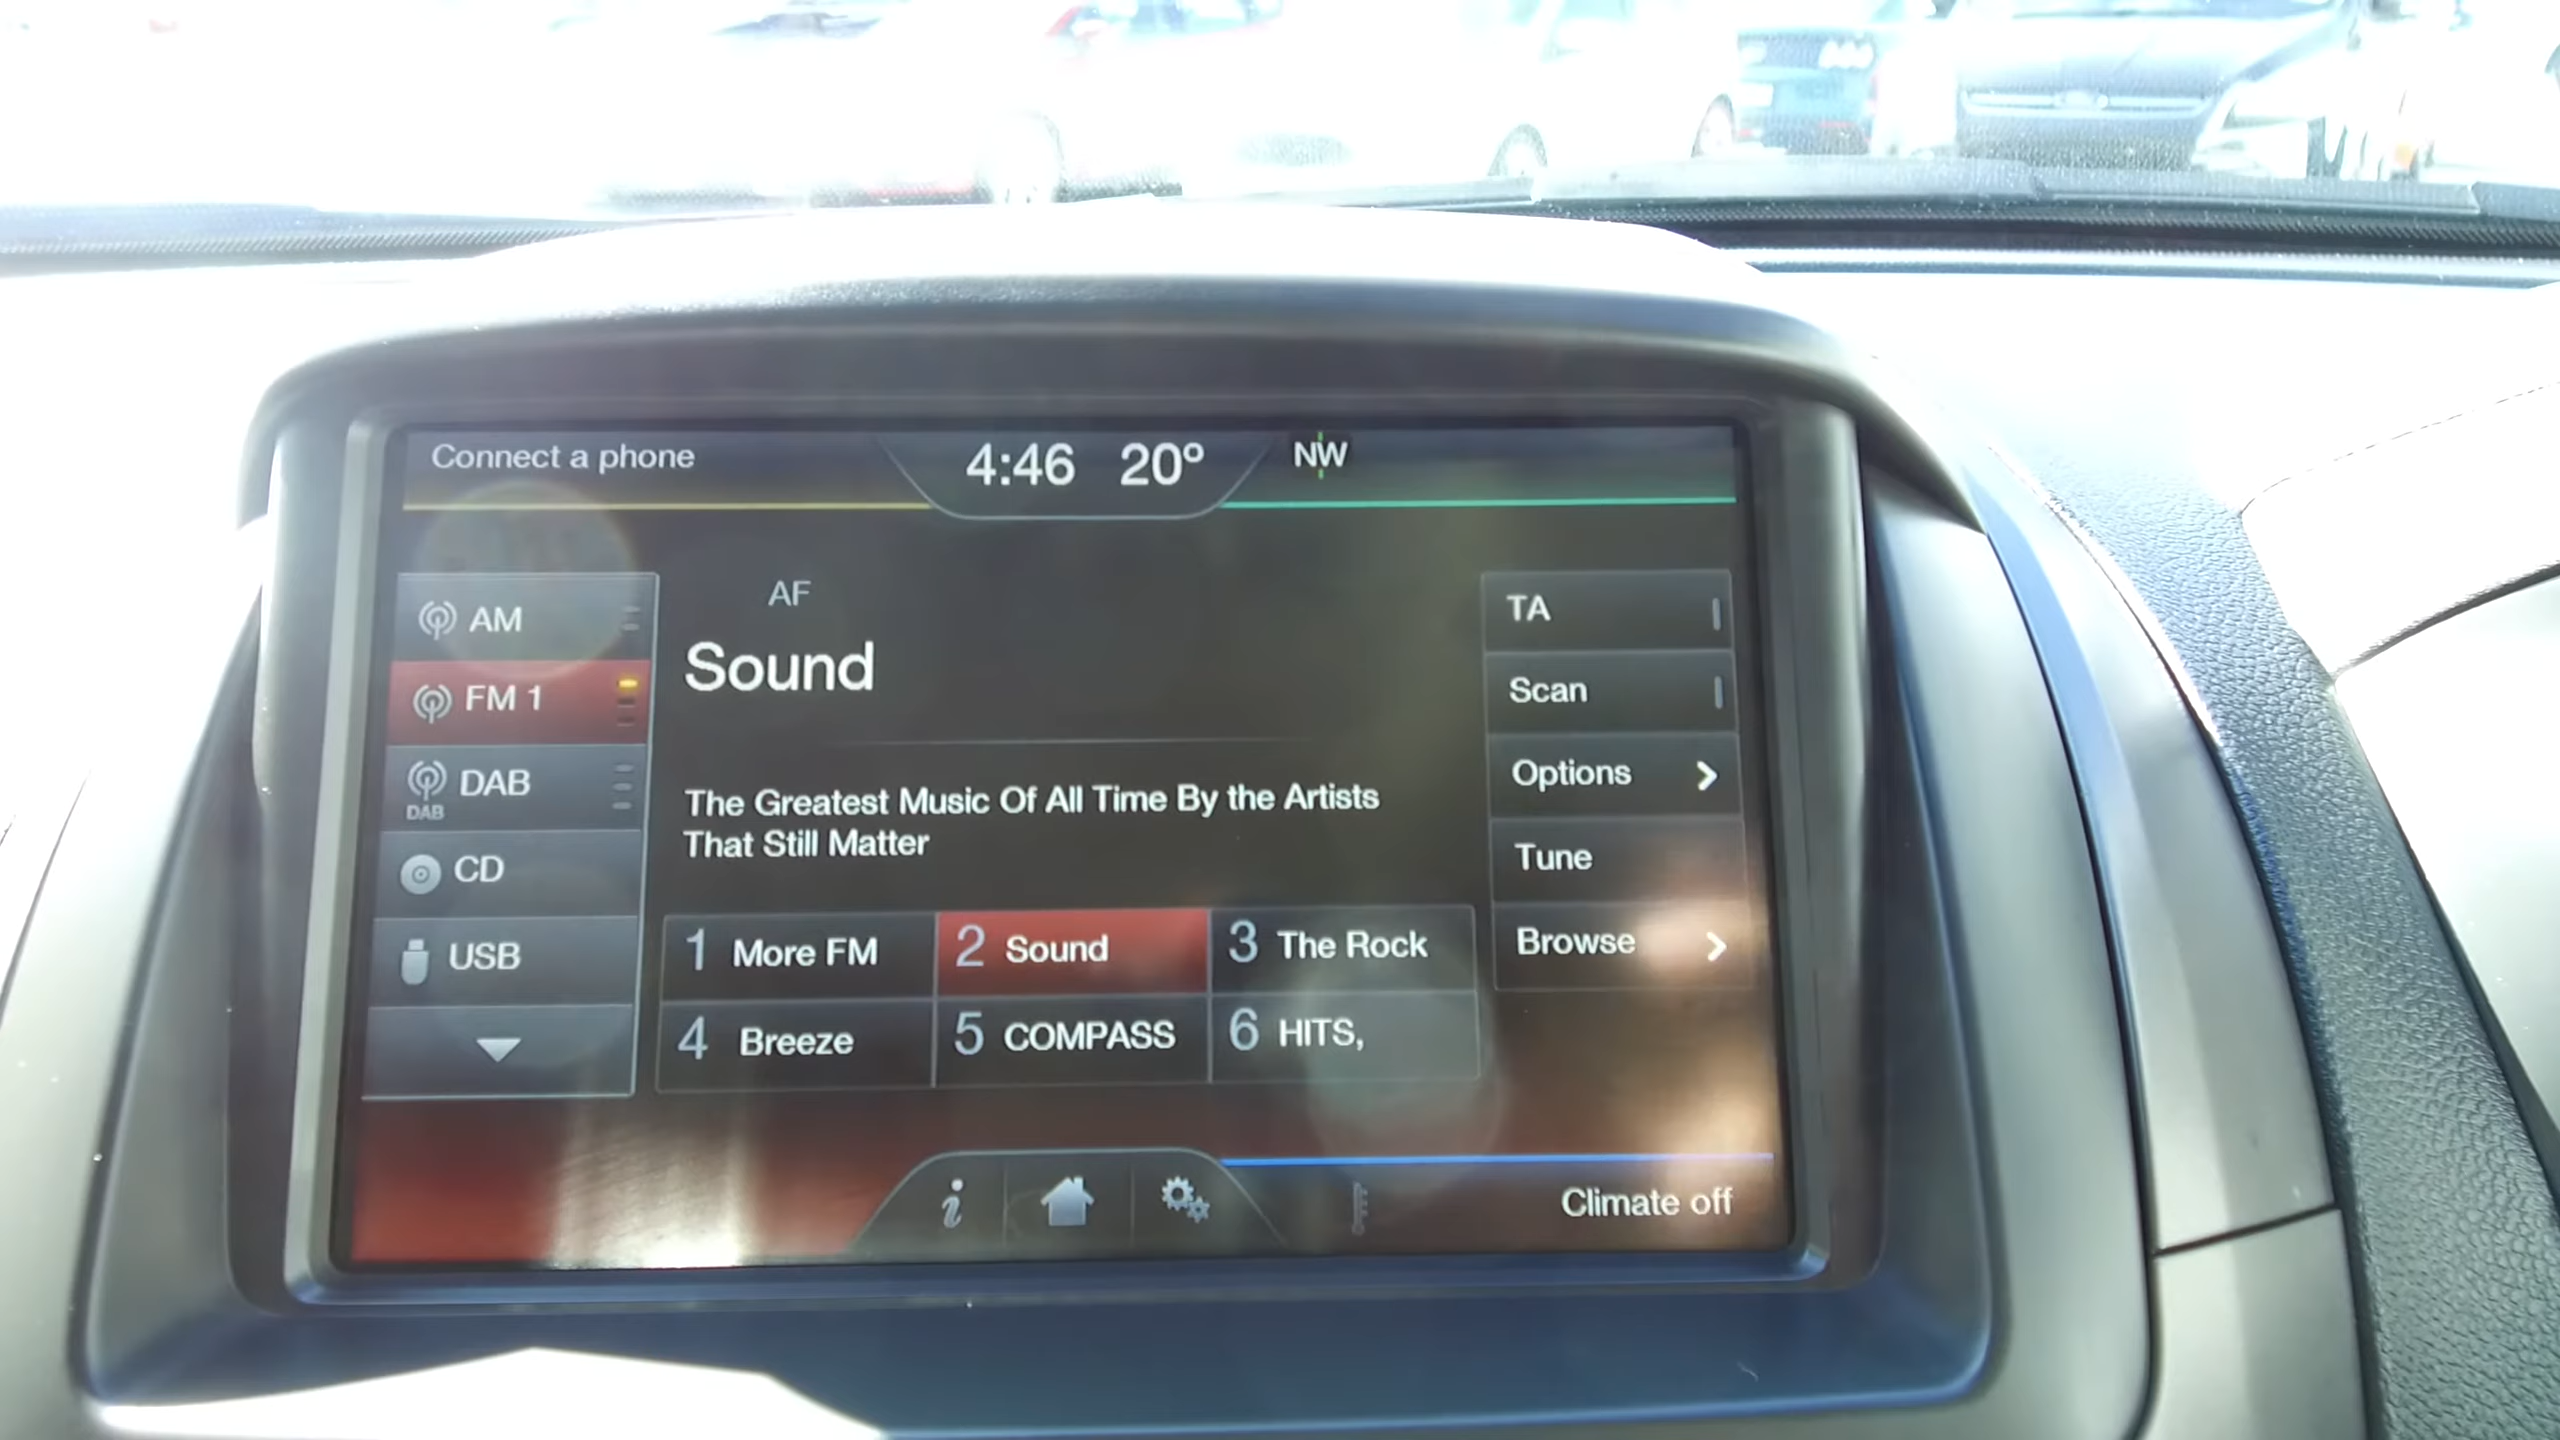 Connect a phone
4:46 20° NW
AM
FM 1
DAB
DAB
CD
USB
AF
Sound
The Greatest Music Of All Time By the Artists
That Still Matter
1 More FM
2 Sound
3 The Rock
4 Breeze
5 COMPASS
6 HITS,
TA
Scan
Options
Tune
Browse
Climate off